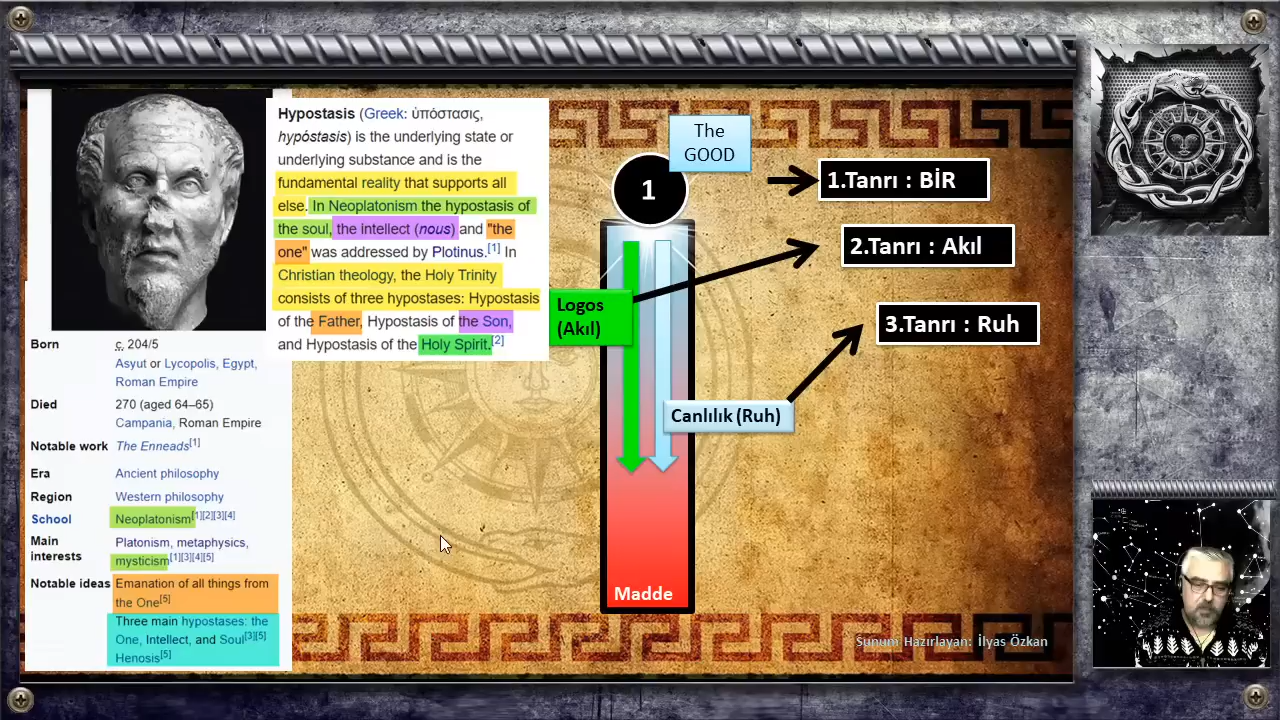 Hypostasis (Greek: ὑπόστασις,
hypóstasis) is the underlying state or
underlying substance and is the
fundamental reality that supports all
else. In Neoplatonism the hypostasis of
the soul, the intellect (nous) and "the
one" was addressed by Plotinus.[1] In
Christian theology, the Holy Trinity
consists of three hypostases: Hypostasis
of the Father, Hypostasis of the Son,
and Hypostasis of the Holy Spirit.[2]
Born c. 204/5
Asyut or Lycopolis, Egypt,
Roman Empire
Died 270 (aged 64–65)
Campania, Roman Empire
Notable work The Enneads[1]
Era Ancient philosophy
Region Western philosophy
School Neoplatonism[1][2][3][4]
Main interests Platonism, metaphysics,
mysticism[1][3][4][5]
Notable ideas Emanation of all things from
the One[5]
Three main hypostases: the
One, Intellect, and Soul[3][5]
Henosis[5]
The
GOOD
1
1.Tanrı : BİR
2.Tanrı : Akıl
3.Tanrı : Ruh
Logos
(Akıl)
Canlılık (Ruh)
Madde
Sunum Hazırlayan: İlyas Özkan